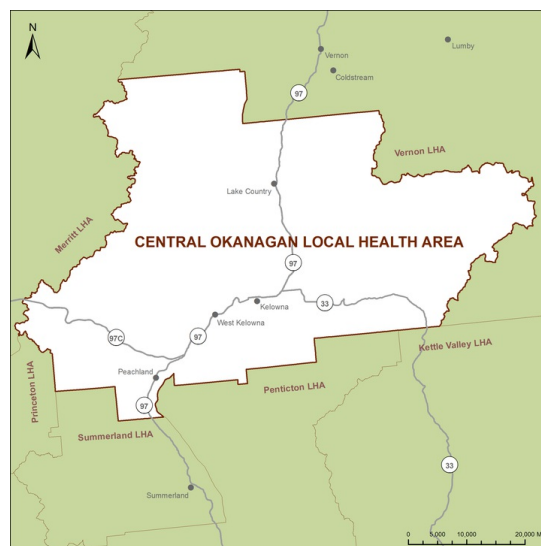 N
Vernon
Lumby
Coldstream
97
Vernon LHA
Lake Country
Merritt LHA
CENTRAL OKANAGAN LOCAL HEALTH AREA
97
Kelowna
33
West Kelowna
97C
97
Kettle Valley LHA
Peachland
Penticton LHA
Princeton LHA
97
Summerland LHA
33
Summerland
0 5,000 10,000 20,000 M